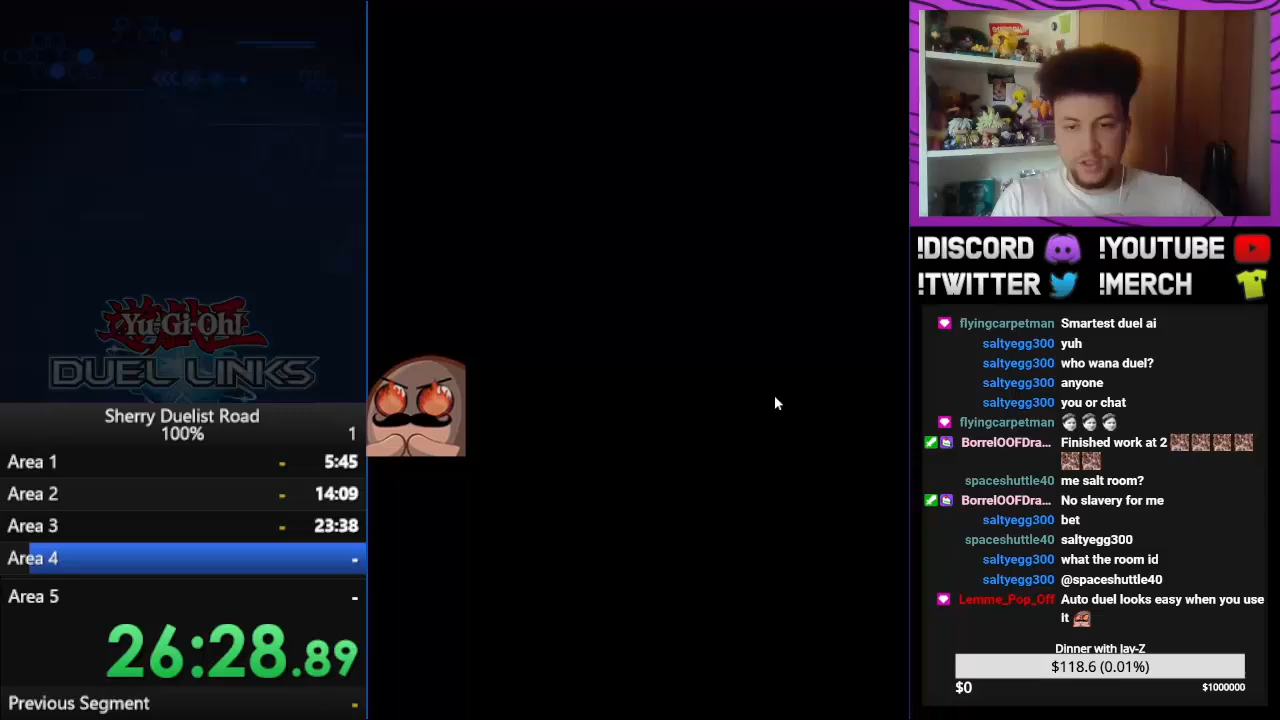 Yu-Gi-Oh!
DUEL LINKS
Sherry Duelist Road
100% 1
Area 1 - 5:45
Area 2 - 14:09
Area 3 - 23:38
Area 4 -
Area 5 -
26:28.89
Previous Segment -
!DISCORD !YOUTUBE
!TWITTER !MERCH
flyingcarpetman Smartest duel ai
saltyegg300 yuh
saltyegg300 who wana duel?
saltyegg300 anyone
saltyegg300 you or chat
flyingcarpetman
BorrelOOFDra... Finished work at 2
spaceshuttle40 me salt room?
BorrelOOFDra... No slavery for me
saltyegg300 bet
spaceshuttle40 saltyegg300
saltyegg300 what the room id
saltyegg300 @spaceshuttle40
Lemme_Pop_Off Auto duel looks easy when you use
it
Dinner with lay-Z
$118.6 (0.01%)
$0 $1000000